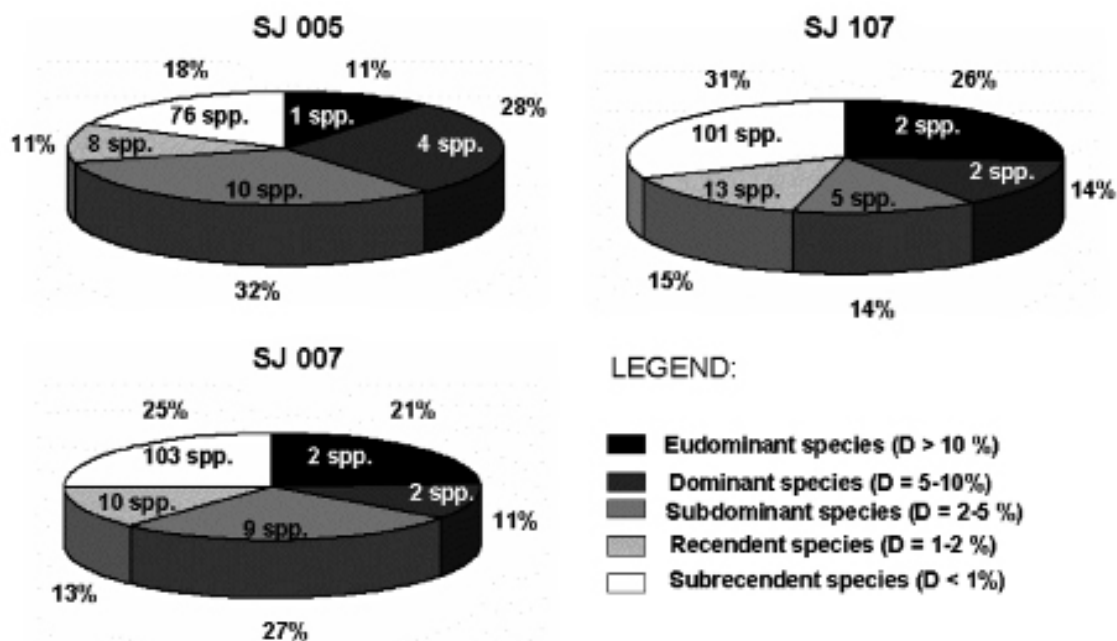 SJ 005
18% 11%
28%
76 spp. 1 spp.
11% 8 spp. 4 spp.
10 spp.
32%
SJ 107
31% 26%
101 spp. 2 spp.
2 spp.
13 spp. 5 spp. 14%
15%
14%
SJ 007
25% 21%
103 spp. 2 spp.
10 spp. 2 spp.
9 spp. 11%
13%
27%
LEGEND:
Eudominant species (D > 10 %)
Dominant species (D = 5-10%)
Subdominant species (D = 2-5 %)
Recendent species (D = 1-2 %)
Subrecendent species (D < 1%)